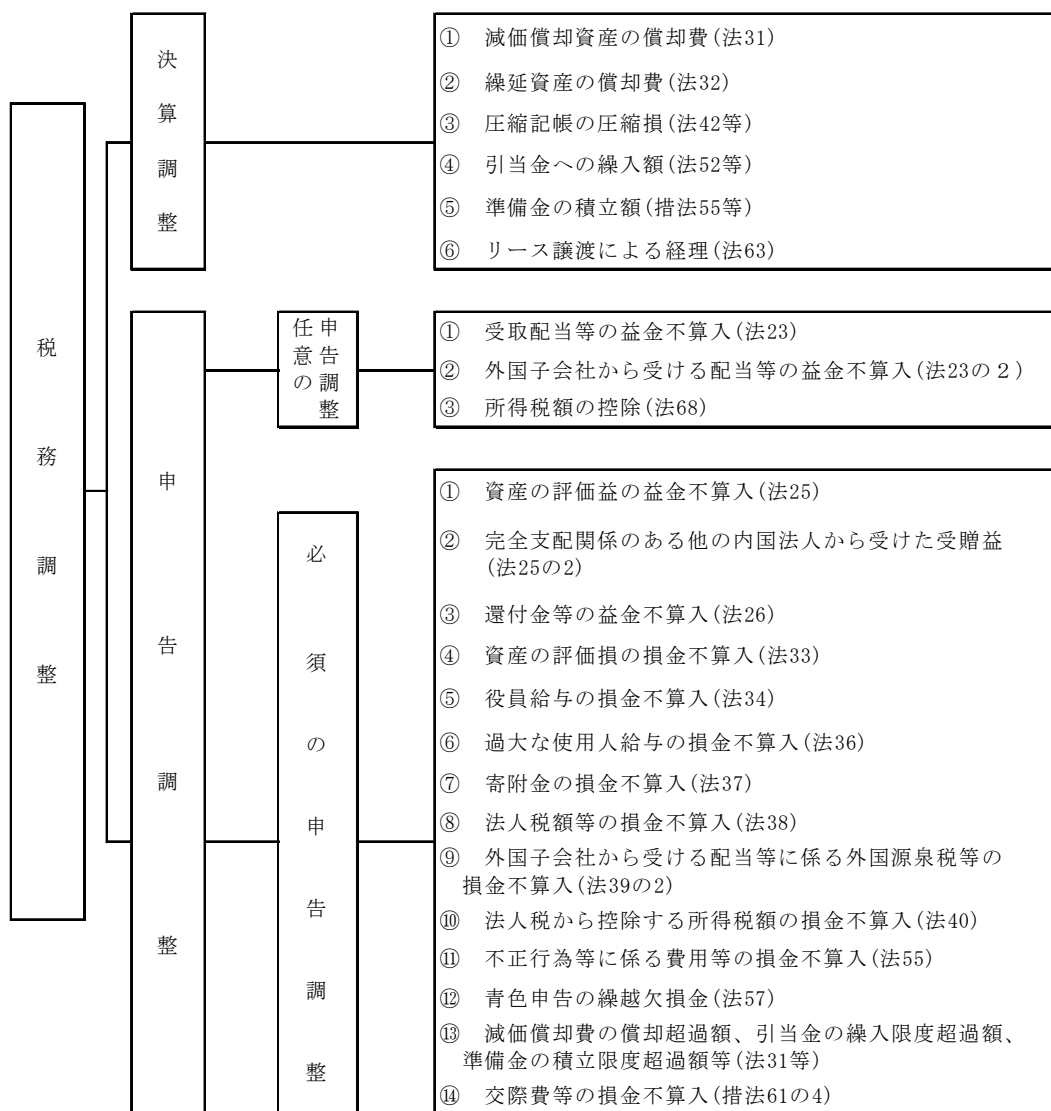 税務調整
決算調整
① 減価償却資産の償却費(法31)
② 繰延資産の償却費(法32)
③ 圧縮記帳の圧縮損(法42等)
④ 引当金への繰入額(法52等)
⑤ 準備金の積立額(措法55等)
⑥ リース譲渡による経理(法63)
申告調整
任意の
申告調整
① 受取配当等の益金不算入(法23)
② 外国子会社から受ける配当等の益金不算入(法23の2)
③ 所得税額の控除(法68)
必須の申告調整
① 資産の評価益の益金不算入(法25)
② 完全支配関係のある他の内国法人から受けた受贈益
(法25の2)
③ 還付金等の益金不算入(法26)
④ 資産の評価損の損金不算入(法33)
⑤ 役員給与の損金不算入(法34)
⑥ 過大な使用人給与の損金不算入(法36)
⑦ 寄附金の損金不算入(法37)
⑧ 法人税額等の損金不算入(法38)
⑨ 外国子会社から受ける配当等に係る外国源泉税等の
損金不算入(法39の2)
⑩ 法人税から控除する所得税額の損金不算入(法40)
⑪ 不正行為等に係る費用等の損金不算入(法55)
⑫ 青色申告の繰越欠損金(法57)
⑬ 減価償却費の償却超過額、引当金の繰入限度超過額、
準備金の積立限度超過額等(法31等)
⑭ 交際費等の損金不算入(措法61の4)